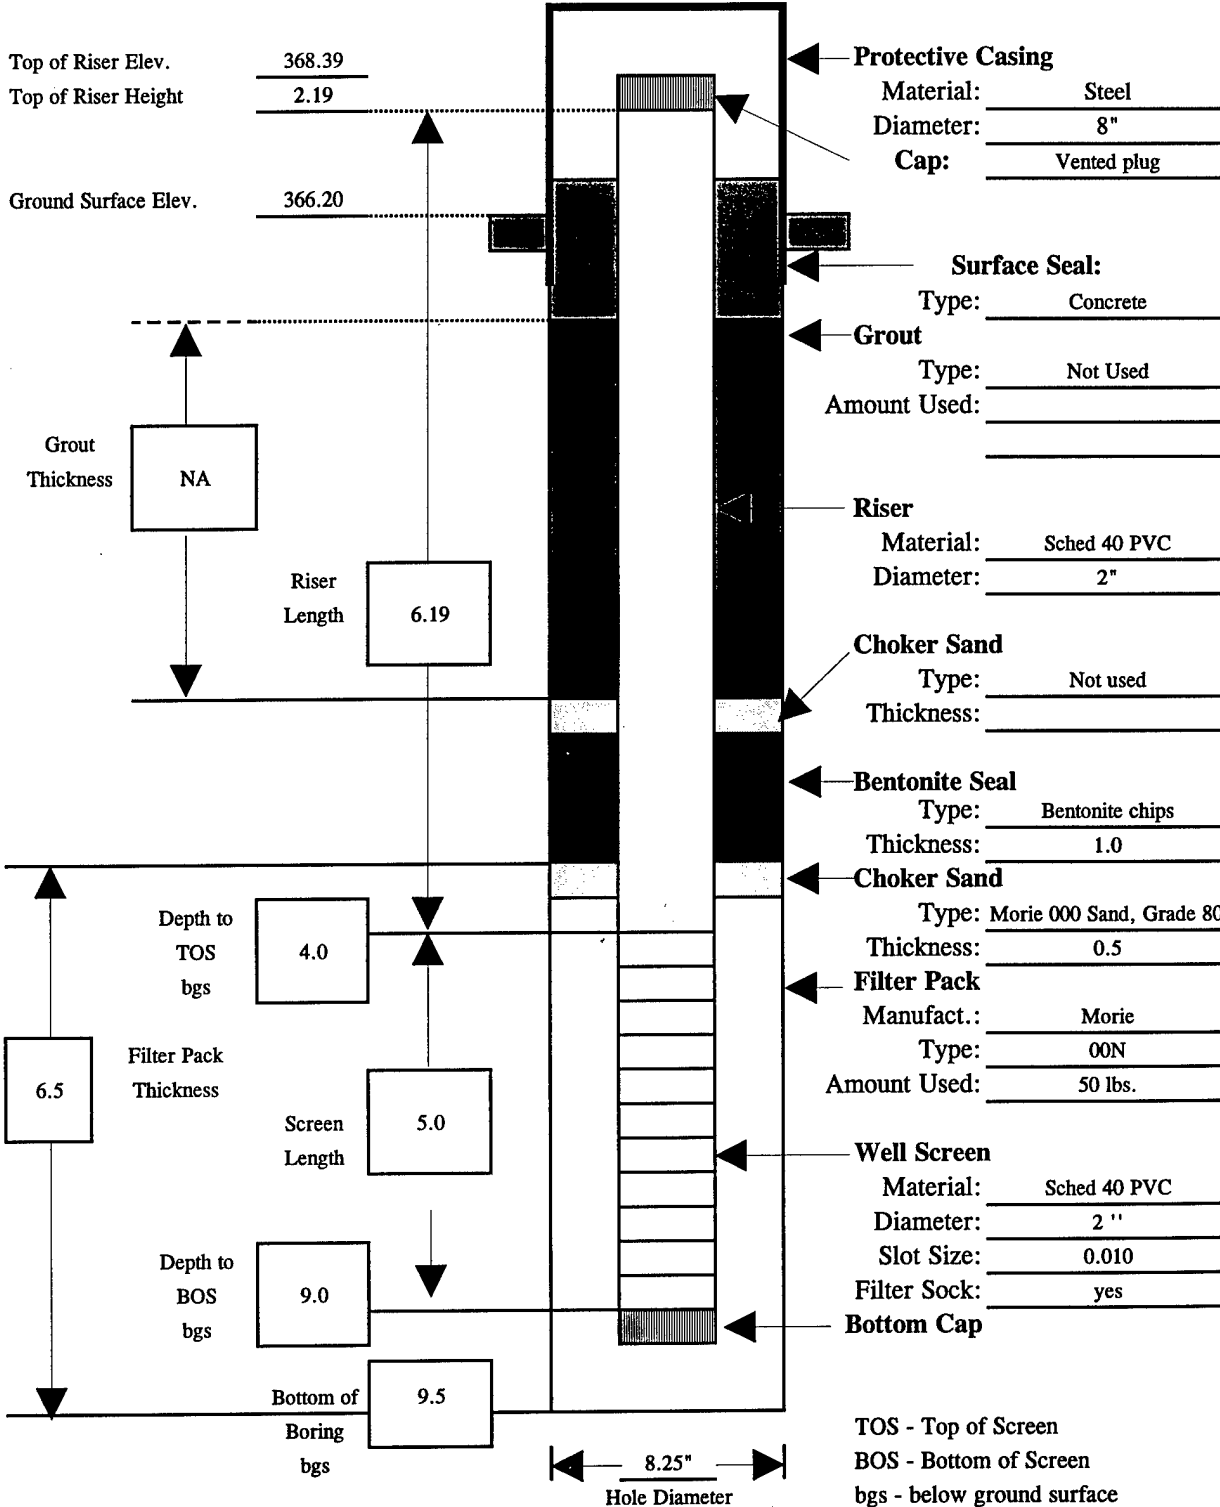 Top of Riser Elev. 368.39
Top of Riser Height 2.19
Ground Surface Elev. 366.20
Grout
Thickness
NA
Riser
Length
6.19
Depth to
TOS
bgs
4.0
6.5
Filter Pack
Thickness
Screen
Length
5.0
Depth to
BOS
bgs
9.0
Bottom of
Boring
bgs
9.5
8.25"
Hole Diameter
Protective Casing
Material: Steel
Diameter: 8"
Cap: Vented plug
Surface Seal:
Type: Concrete
Grout
Type: Not Used
Amount Used:
Riser
Material: Sched 40 PVC
Diameter: 2"
Choker Sand
Type: Not used
Thickness:
Bentonite Seal
Type: Bentonite chips
Thickness: 1.0
Choker Sand
Type: Morie 000 Sand, Grade 80
Thickness: 0.5
Filter Pack
Manufact.: Morie
Type: 00N
Amount Used: 50 lbs.
Well Screen
Material: Sched 40 PVC
Diameter: 2 ''
Slot Size: 0.010
Filter Sock: yes
Bottom Cap
TOS - Top of Screen
BOS - Bottom of Screen
bgs - below ground surface